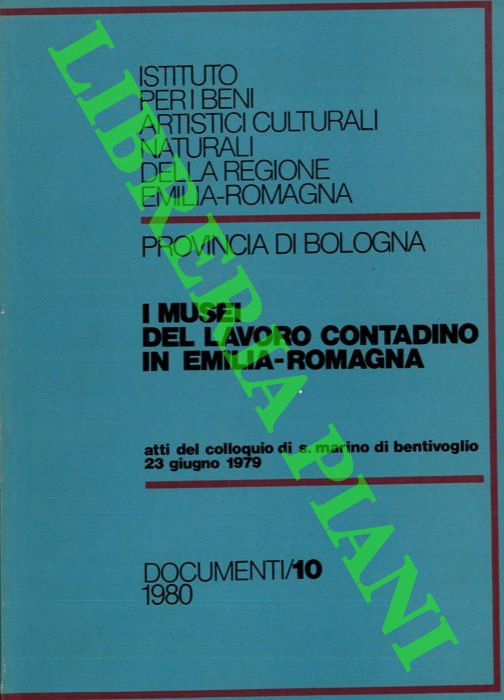 ISTITUTO
PER I BENI
ARTISTICI CULTURALI
NATURALI
DELLA REGIONE
EMILIA-ROMAGNA
PROVINCIA DI BOLOGNA
I MUSEI
DEL LAVORO CONTADINO
IN EMILIA-ROMAGNA
atti del colloquio di s. marino di bentivoglio
23 giugno 1979
DOCUMENTI/10
1980
LIBRERIA PIANI